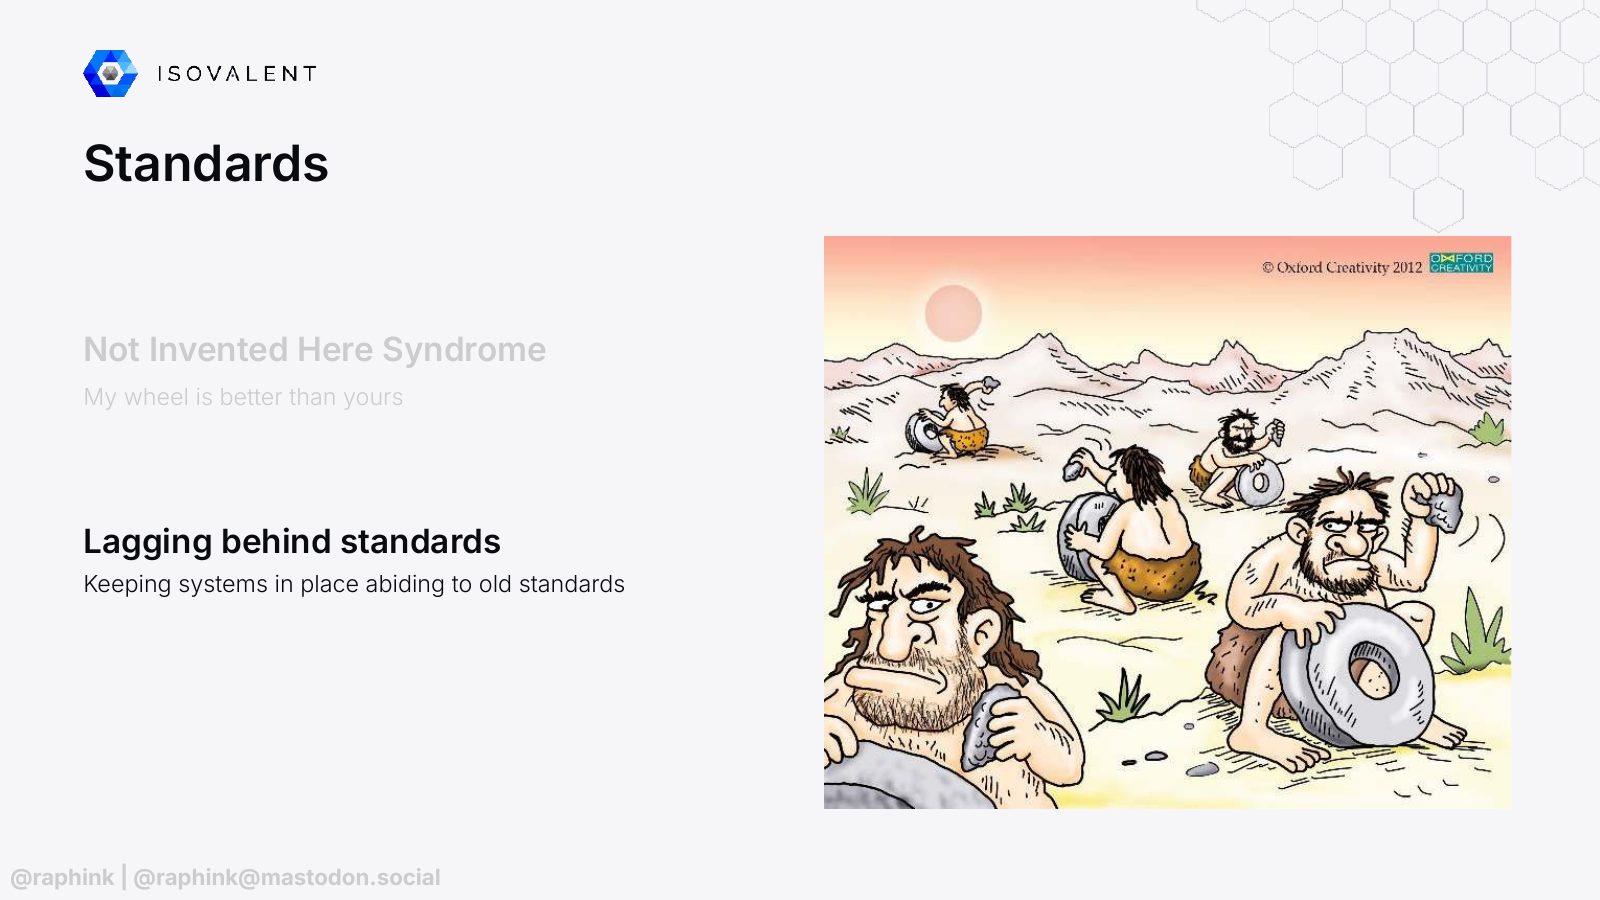 ISOVALENT
Standards
© Oxford Creativity 2012
OXFORD
CREATIVITY
Not Invented Here Syndrome
My wheel is better than yours
Lagging behind standards
Keeping systems in place abiding to old standards
@raphink | @raphink@mastodon.social